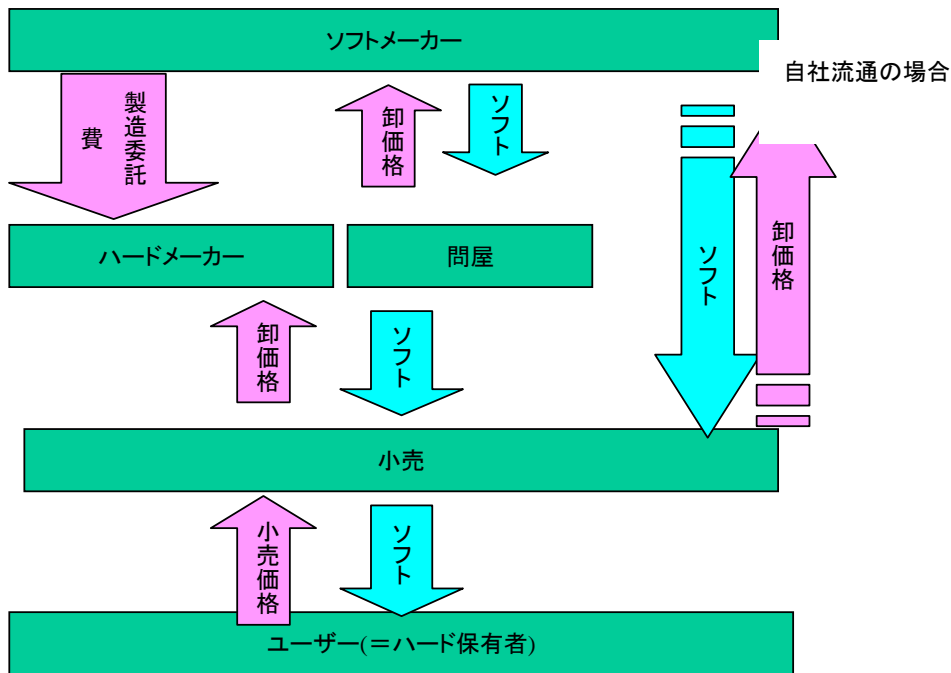 ソフトメーカー
自社流通の場合
製造委託
費
卸価格
ソフト
ハードメーカー
問屋
ソフト
卸価格
卸価格
ソフト
小売
小売価格
ソフト
ユーザー(＝ハード保有者)